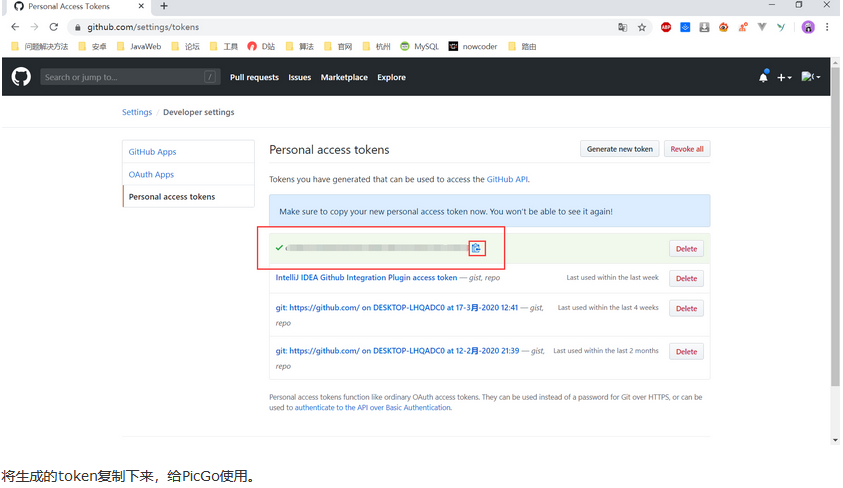 Personal Access Tokens
github.com/settings/tokens
问题解决方法 安卓 JavaWeb 论坛 工具 D站 算法 官网 杭州 MySQL nowcoder 路由
Search or jump to... / Pull requests Issues Marketplace Explore
Settings / Developer settings
GitHub Apps
OAuth Apps
Personal access tokens
Personal access tokens Generate new token Revoke all
Tokens you have generated that can be used to access the GitHub API.
Make sure to copy your new personal access token now. You won't be able to see it again!
Delete
IntelliJ IDEA Github Integration Plugin access token — gist, repo Last used within the last week Delete
git: https://github.com/ on DESKTOP-LHQADC0 at 17-3月-2020 12:41 — gist, Last used within the last 4 weeks Delete
repo
git: https://github.com/ on DESKTOP-LHQADC0 at 12-2月-2020 21:39 — gist, Last used within the last 2 months Delete
repo
Personal access tokens function like ordinary OAuth access tokens. They can be used instead of a password for Git over HTTPS, or can be
used to authenticate to the API over Basic Authentication.
将生成的token复制下来，给PicGo使用。